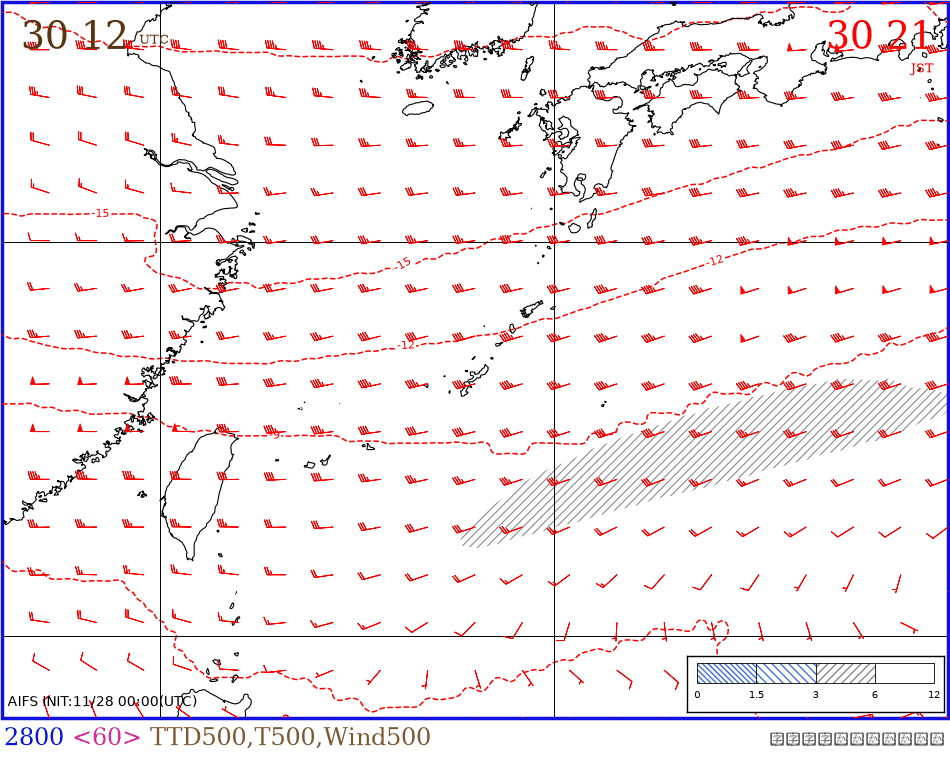 30 12 UTC
30 21 JST
-15
-15
-12
-12
-9
0 1.5 3 6 12
AIFS INIT:11/28 00:00(UTC)
2800 <60> TTD500,T500,Wind500